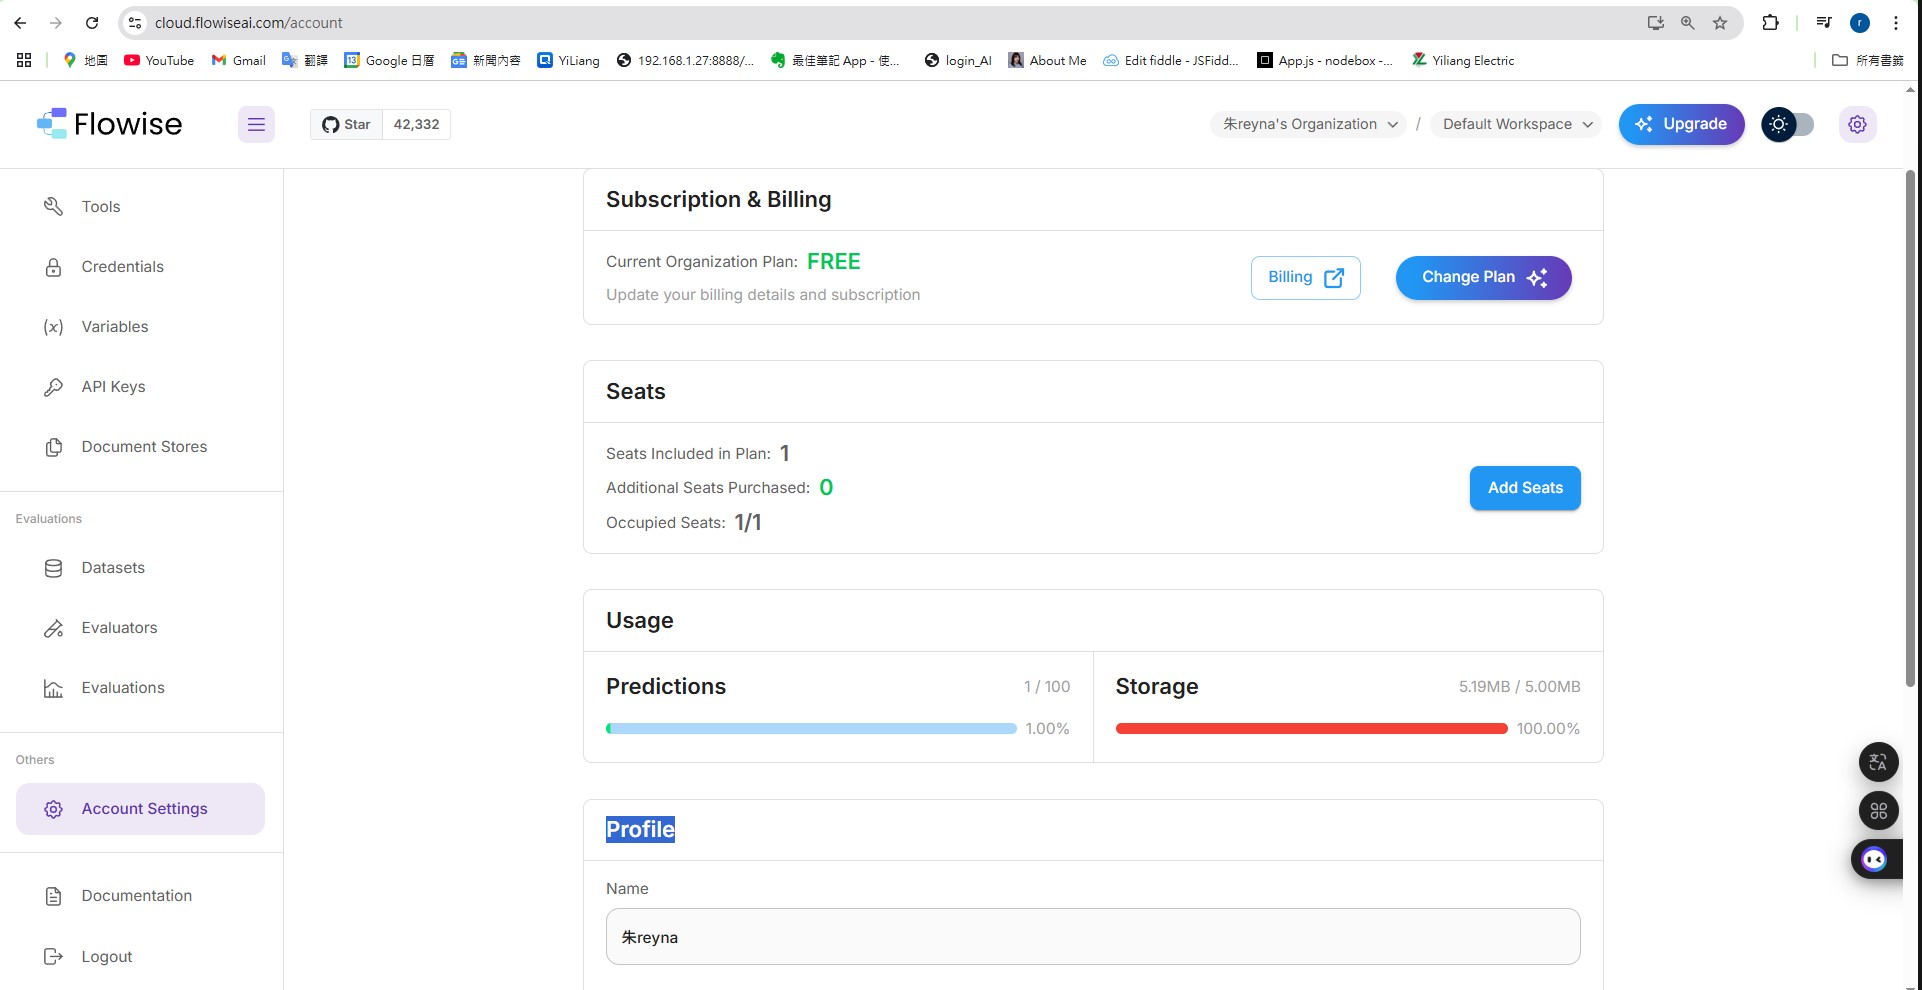 cloud.flowiseai.com/account
地圖 YouTube Gmail 翻譯 Google 日曆 新聞內容 YiLiang 192.168.1.27:8888/... 最佳筆記 App - 使... login_AI About Me Edit fiddle - JSFidd... App.js - nodebox -... Yiliang Electric 所有書籤
Flowise Star 42,332 朱reyna's Organization / Default Workspace Upgrade
Tools
Credentials
Variables
API Keys
Document Stores
Evaluations
Datasets
Evaluators
Evaluations
Others
Account Settings
Documentation
Logout
Subscription & Billing
Current Organization Plan: FREE
Update your billing details and subscription
Billing
Change Plan
Seats
Seats Included in Plan: 1
Additional Seats Purchased: 0
Occupied Seats: 1/1
Add Seats
Usage
Predictions 1 / 100
1.00%
Storage 5.19MB / 5.00MB
100.00%
Profile
Name
朱reyna